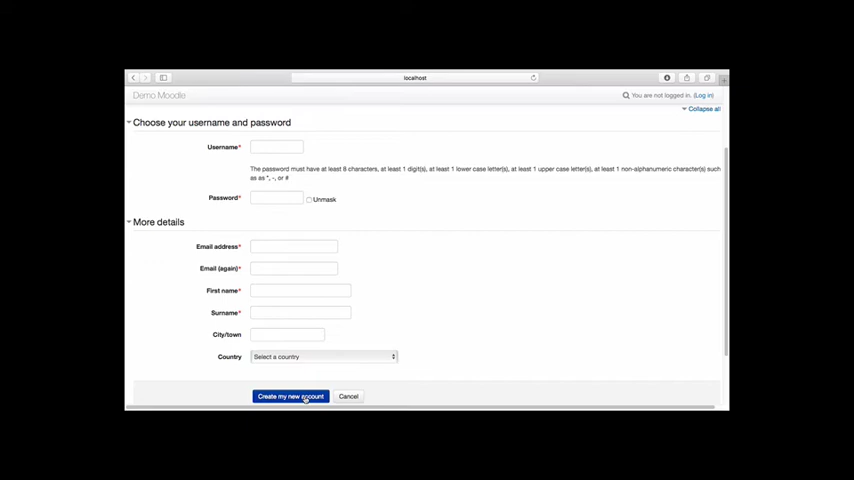 localhost
Demo Moodle
You are not logged in. (Log in)
Collapse all
Choose your username and password
Username*
The password must have at least 8 characters, at least 1 digit(s), at least 1 lower case letter(s), at least 1 upper case letter(s), at least 1 non-alphanumeric character(s) such
as as *, -, or #
Password*
Unmask
More details
Email address*
Email (again)*
First name*
Surname*
City/town
Country
Select a country
Create my new account
Cancel